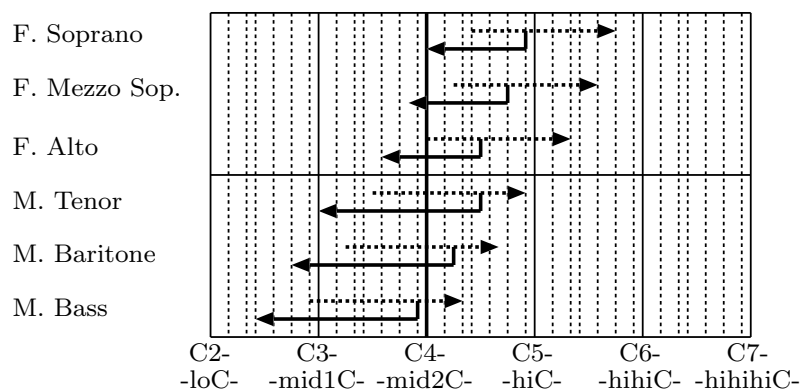 F. Soprano
F. Mezzo Sop.
F. Alto
M. Tenor
M. Baritone
M. Bass
C2- C3- C4- C5- C6- C7-
-loC- -mid1C- -mid2C- -hiC- -hihiC- -hihihiC-